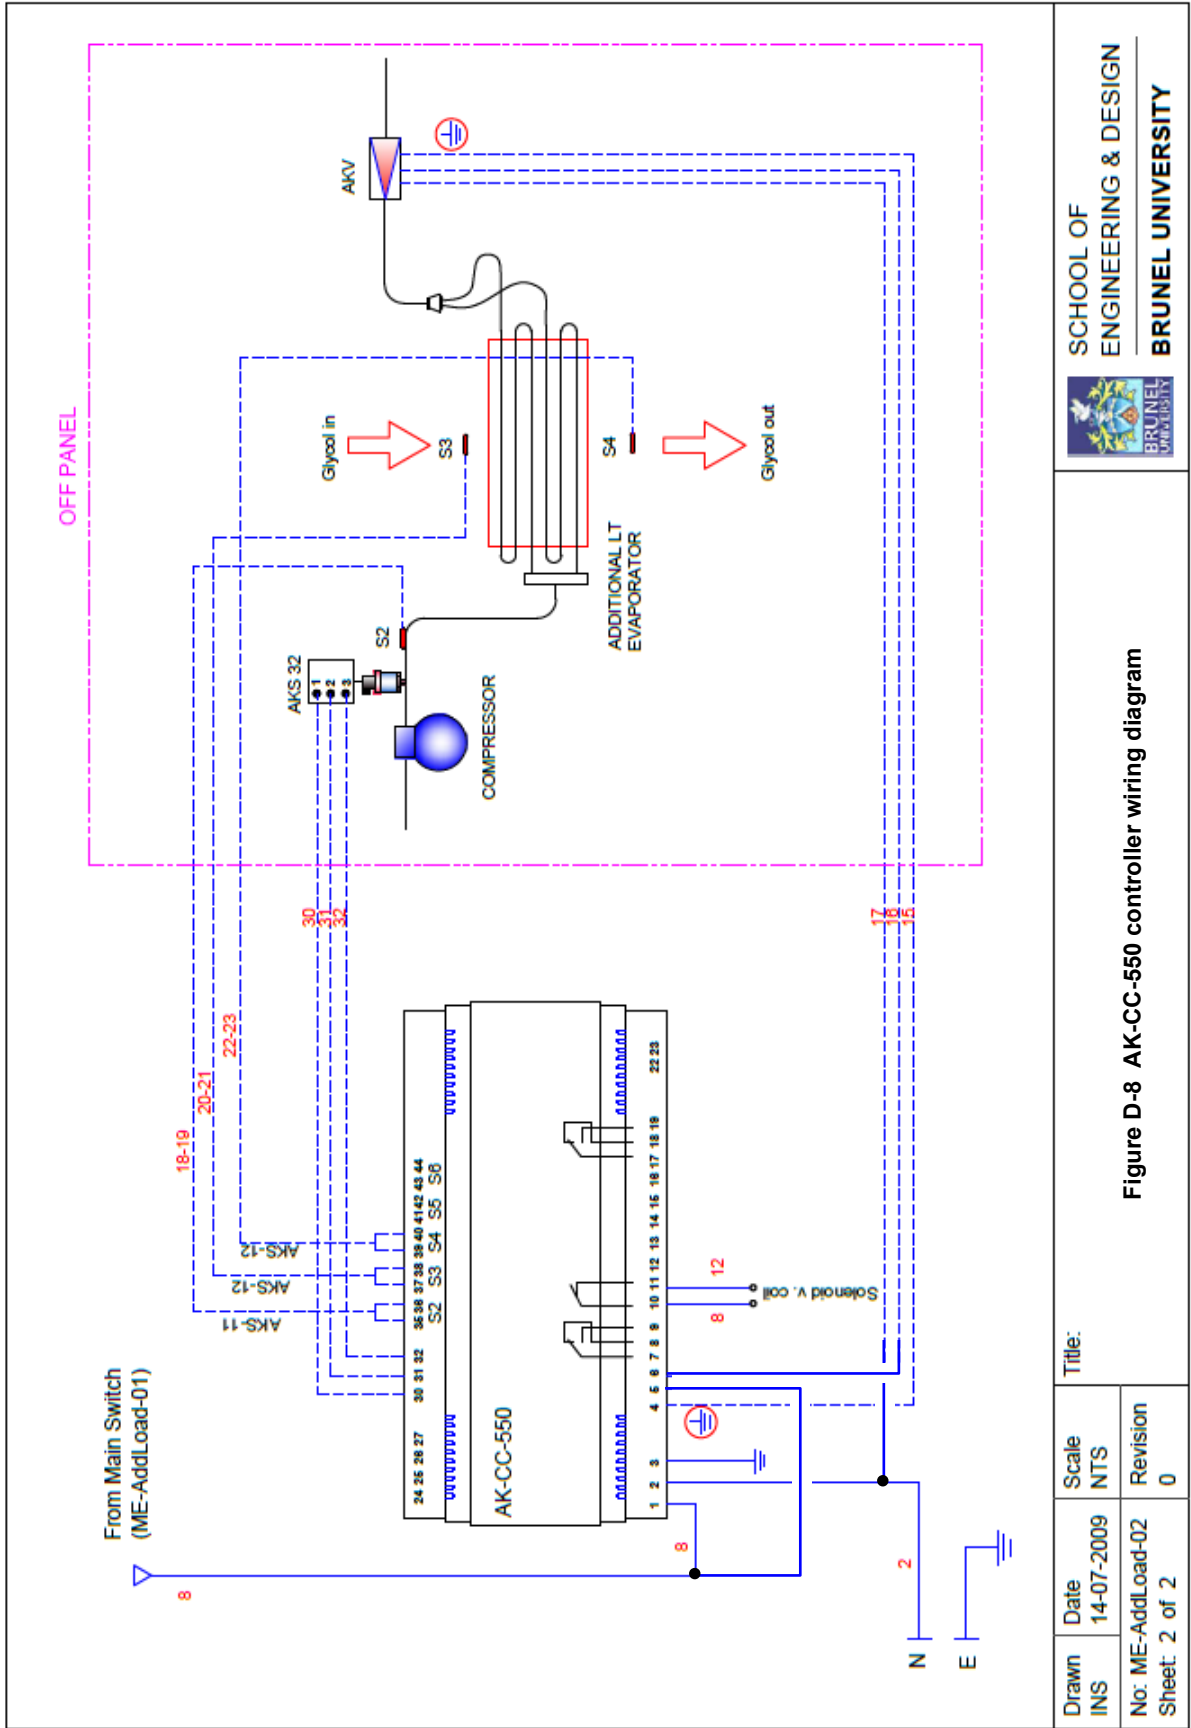 OFF PANEL
From Main Switch
(ME-AddLoad-01)
8
18-19
20-21
22-23
AKS-11
AKS-12
AKS-12
30
31
32
AKS 32
1
2
3
S2
COMPRESSOR
Glycol in
S3
S4
Glycol out
ADDITIONAL LT
EVAPORATOR
AKV
24 25 26 27 30 31 32 35 36 37 38 39 40 41 42 43 44
S2 S3 S4 S5 S6
AK-CC-550
1 2 3 4 5 6 7 8 9 10 11 12 13 14 15 16 17 18 19 22 23
8
8
12
Solenoid v. coil
17
16
15
2
N
E
Drawn
INS
Date
14-07-2009
Scale
NTS
No: ME-AddLoad-02
Sheet: 2 of 2
Revision
0
Title:
Figure D-8 AK-CC-550 controller wiring diagram
BRUNEL
UNIVERSITY
SCHOOL OF
ENGINEERING & DESIGN
BRUNEL UNIVERSITY